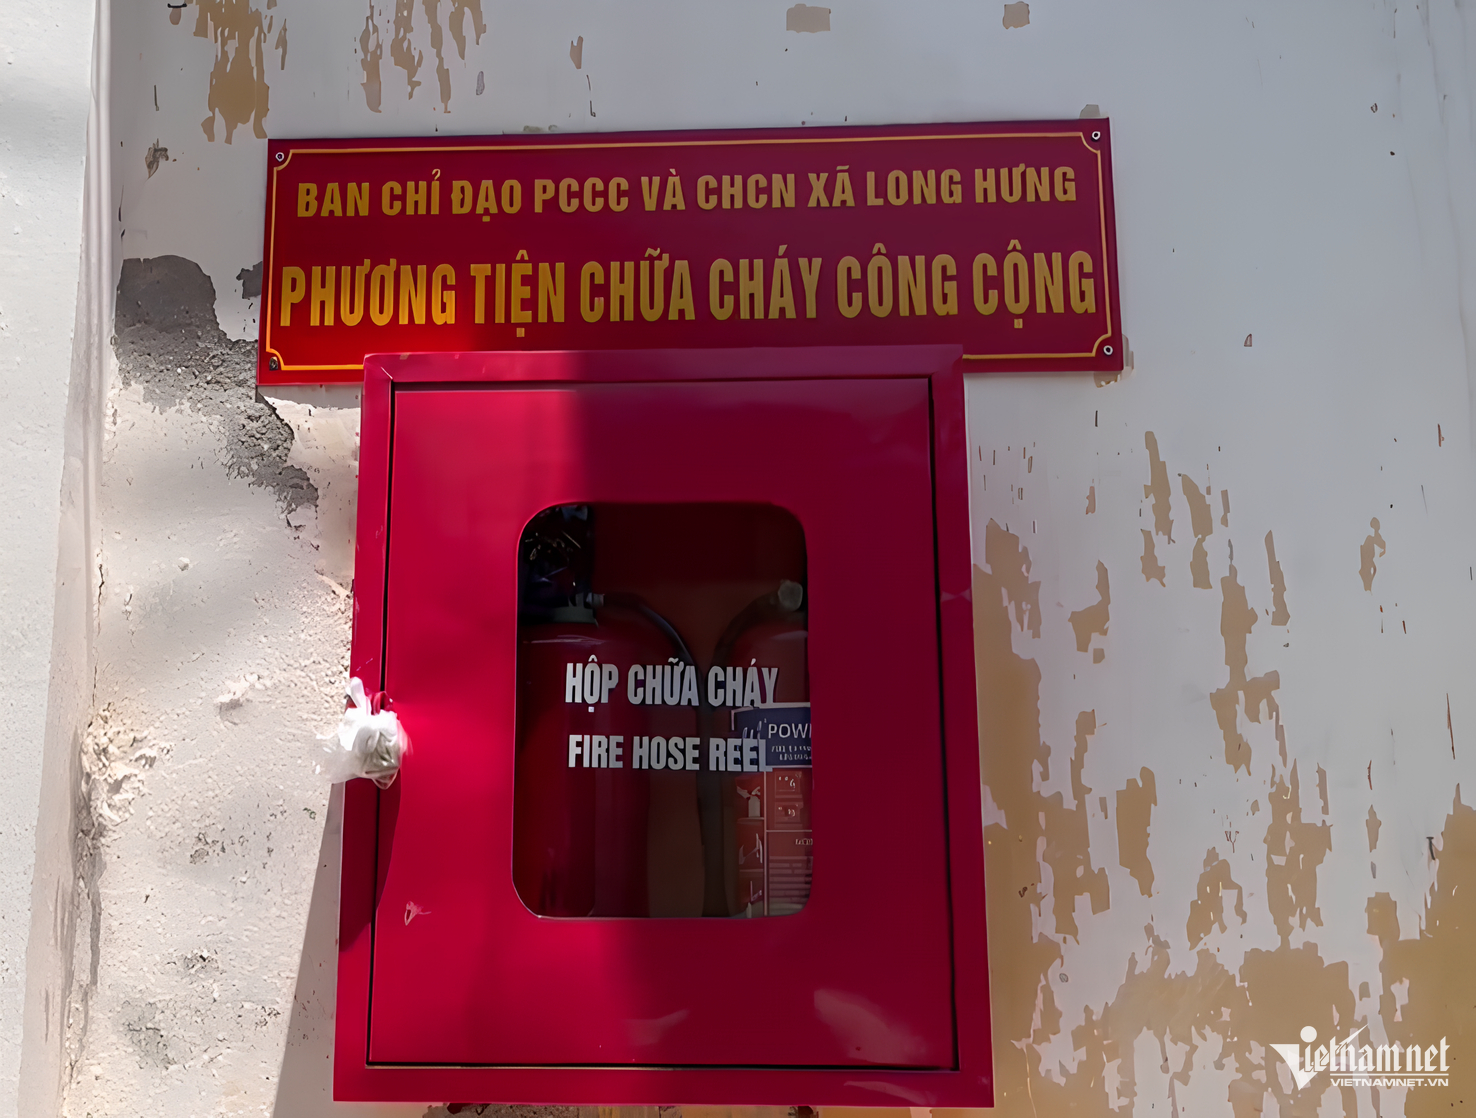 BAN CHỈ ĐẠO PCCC VÀ CHCN XÃ LONG HƯNG
PHƯƠNG TIỆN CHỮA CHÁY CÔNG CỘNG
HỘP CHỮA CHÁY
POW
FIRE HOSE REEL
Vietnamnet
VIETNAMNET.VN